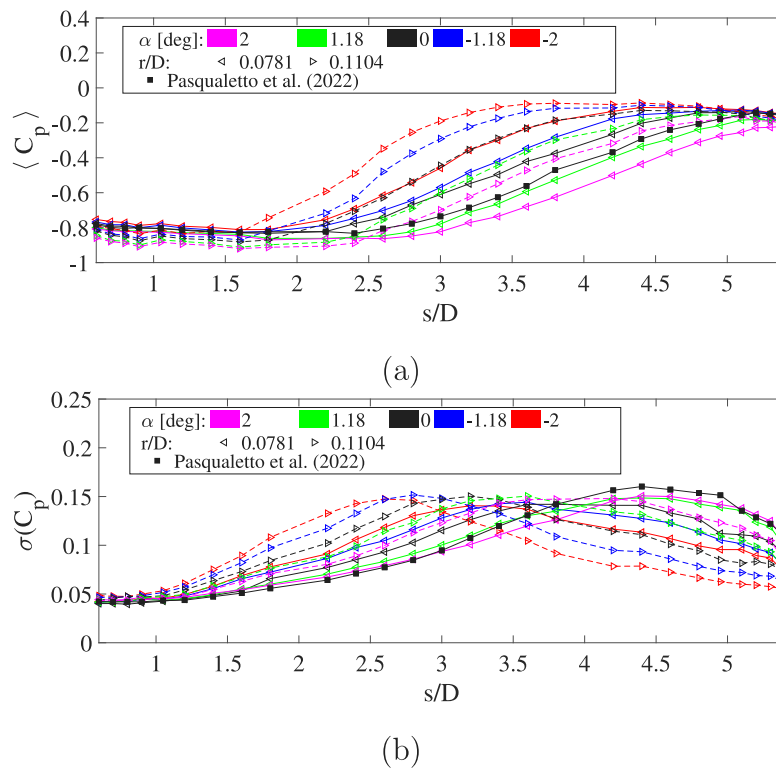 0.4
0.2
0
-0.2
-0.4
-0.6
-0.8
-1
⟨ C_p ⟩
α [deg]: 2 1.18 0 -1.18 -2
r/D: ◁ 0.0781 ▷ 0.1104
■ Pasqualetto et al. (2022)
1 1.5 2 2.5 3 3.5 4 4.5 5
s/D
(a)
0.25
0.2
0.15
0.1
0.05
0
σ(C_p)
α [deg]: 2 1.18 0 -1.18 -2
r/D: ◁ 0.0781 ▷ 0.1104
■ Pasqualetto et al. (2022)
1 1.5 2 2.5 3 3.5 4 4.5 5
s/D
(b)